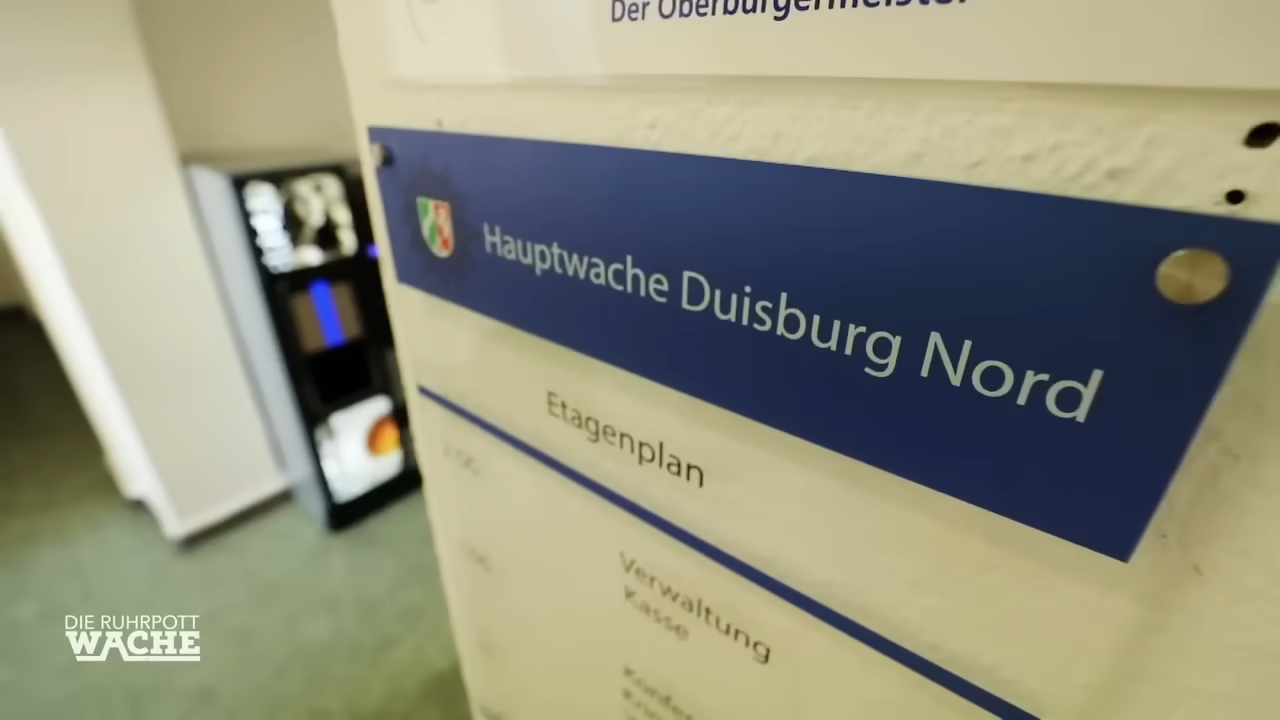 Der Oberbürgermeister
Hauptwache Duisburg Nord
Etagenplan
Verwaltung
Kasse
DIE RUHRPOTT
WACHE